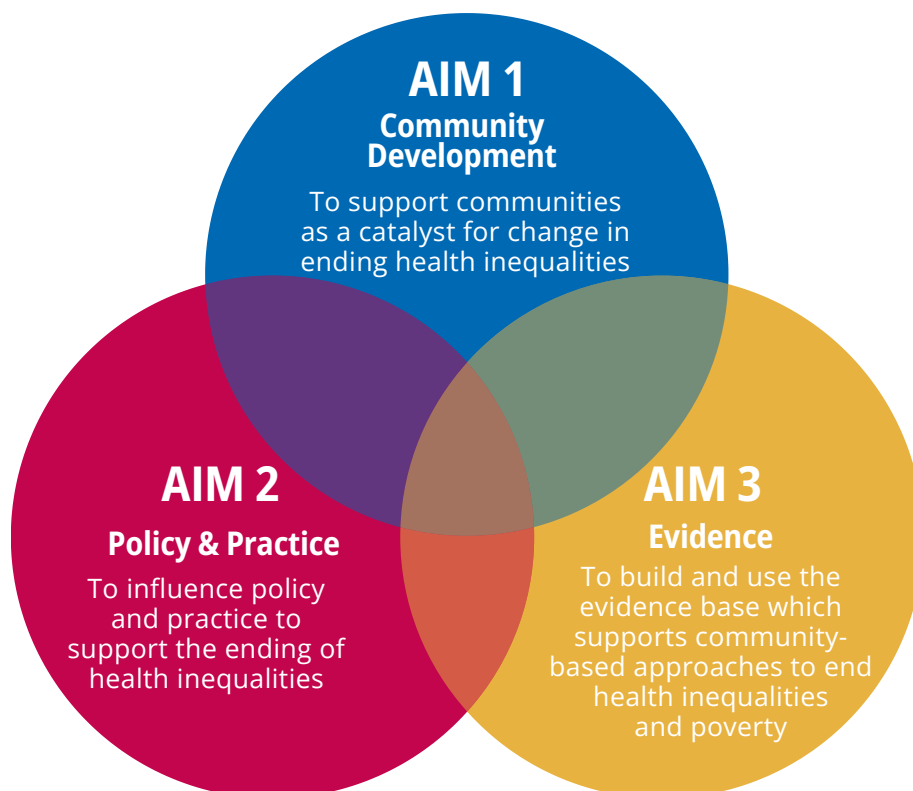 AIM 1
Community
Development
To support communities
as a catalyst for change in
ending health inequalities
AIM 2
Policy & Practice
To influence policy
and practice to
support the ending of
health inequalities
AIM 3
Evidence
To build and use the
evidence base which
supports community-
based approaches to end
health inequalities
and poverty